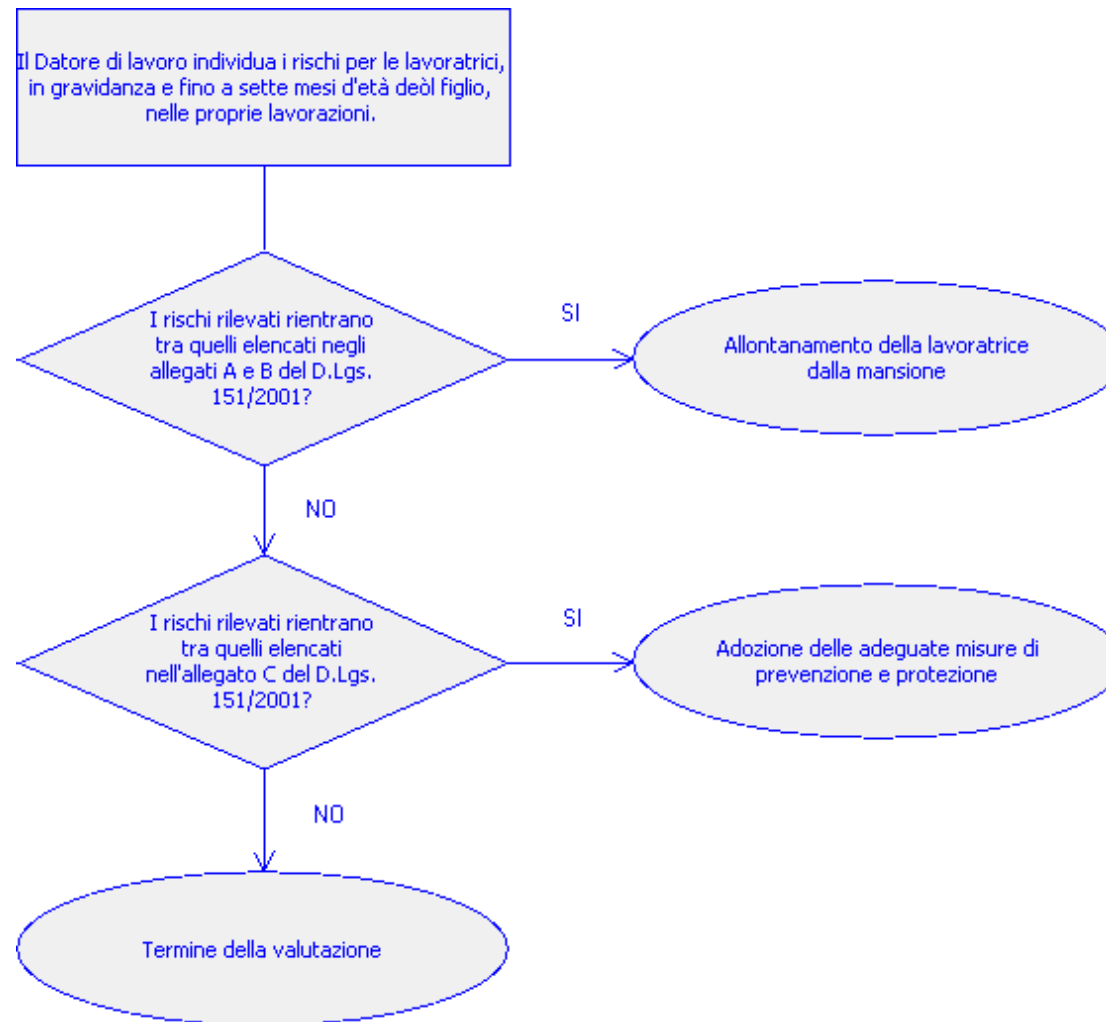 Il Datore di lavoro individua i rischi per le lavoratrici,
in gravidanza e fino a sette mesi d'età deòl figlio,
nelle proprie lavorazioni.
I rischi rilevati rientrano
tra quelli elencati negli
allegati A e B del D.Lgs.
151/2001?
SI
Allontanamento della lavoratrice
dalla mansione
NO
I rischi rilevati rientrano
tra quelli elencati
nell'allegato C del D.Lgs.
151/2001?
SI
Adozione delle adeguate misure di
prevenzione e protezione
NO
Termine della valutazione